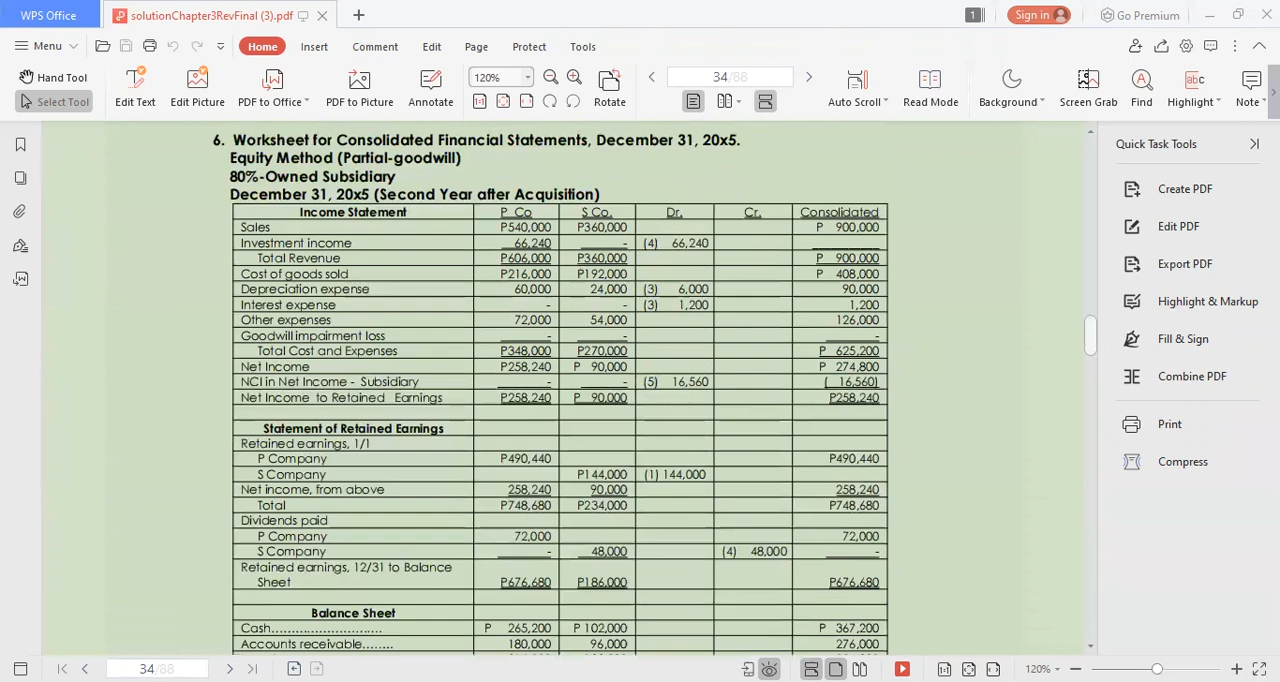 WPS Office
solutionChapter3RevFinal (3).pdf
1
Sign in
Go Premium
Menu
Home
Insert
Comment
Edit
Page
Protect
Tools
Hand Tool
Select Tool
Edit Text
Edit Picture
PDF to Office
PDF to Picture
Annotate
120%
Rotate
34/88
Auto Scroll
Read Mode
Background
Screen Grab
Find
Highlight
Note
6. Worksheet for Consolidated Financial Statements, December 31, 20x5.
Equity Method (Partial-goodwill)
80%-Owned Subsidiary
December 31, 20x5 (Second Year after Acquisition)
Income Statement P Co S Co. Dr. Cr. Consolidated
Sales P540,000 P360,000 P 900,000
Investment income 66,240 - (4) 66,240
Total Revenue P606,000 P360,000 P 900,000
Cost of goods sold P216,000 P192,000 P 408,000
Depreciation expense 60,000 24,000 (3) 6,000 90,000
Interest expense - - (3) 1,200 1,200
Other expenses 72,000 54,000 126,000
Goodwill impairment loss - - -
Total Cost and Expenses P348,000 P270,000 P 625,200
Net Income P258,240 P 90,000 P 274,800
NCI in Net Income - Subsidiary - - (5) 16,560 ( 16,560)
Net Income to Retained Earnings P258,240 P 90,000 P258,240
Statement of Retained Earnings
Retained earnings, 1/1
P Company P490,440 P490,440
S Company P144,000 (1) 144,000
Net income, from above 258,240 90,000 258,240
Total P748,680 P234,000 P748,680
Dividends paid
P Company 72,000 72,000
S Company - 48,000 (4) 48,000 -
Retained earnings, 12/31 to Balance
Sheet P676,680 P186,000 P676,680
Balance Sheet
Cash............................ P 265,200 P 102,000 P 367,200
Accounts receivable........ 180,000 96,000 276,000
Quick Task Tools
Create PDF
Edit PDF
Export PDF
Highlight & Markup
Fill & Sign
Combine PDF
Print
Compress
34/88
120%